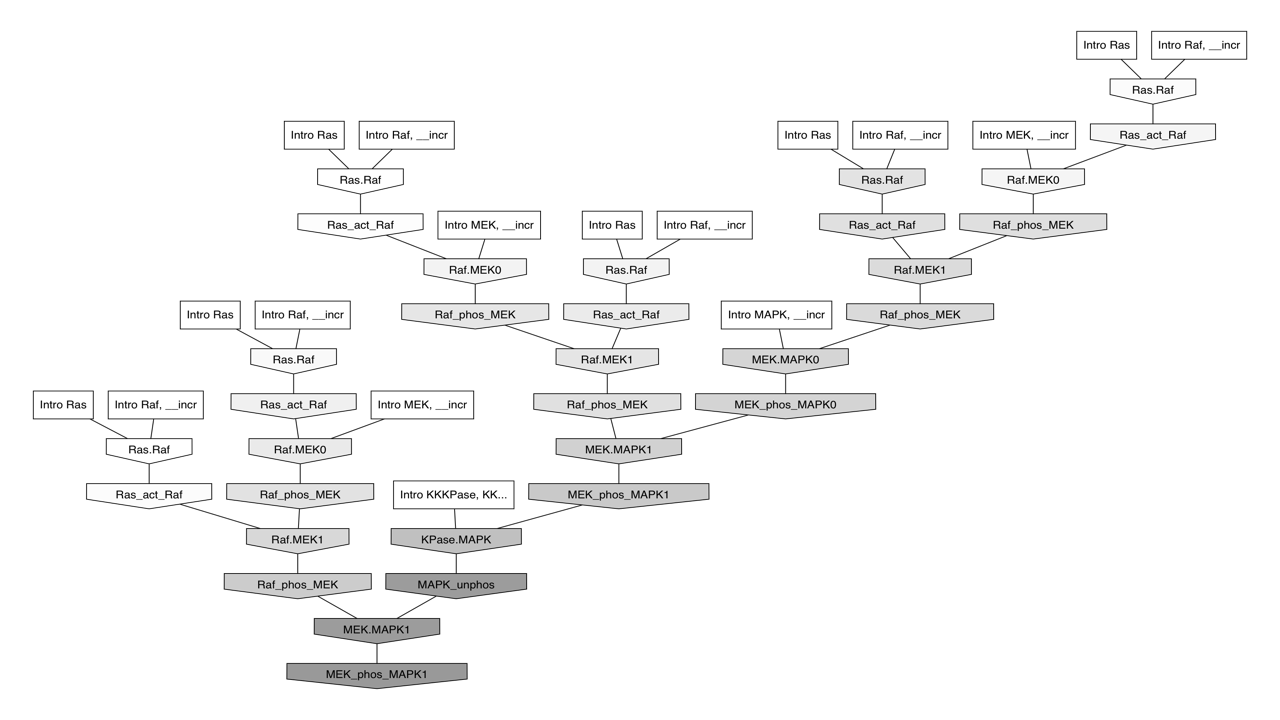 Intro Ras
Intro Raf, __incr
Ras.Raf
Intro Ras
Intro Raf, __incr
Intro Ras
Intro Raf, __incr
Intro MEK, __incr
Ras_act_Raf
Ras.Raf
Ras.Raf
Raf.MEK0
Ras_act_Raf
Intro MEK, __incr
Intro Ras
Intro Raf, __incr
Ras_act_Raf
Raf_phos_MEK
Raf.MEK0
Ras.Raf
Raf.MEK1
Intro Ras
Intro Raf, __incr
Raf_phos_MEK
Ras_act_Raf
Intro MAPK, __incr
Raf_phos_MEK
Ras.Raf
Raf.MEK1
MEK.MAPK0
Intro Ras
Intro Raf, __incr
Ras_act_Raf
Intro MEK, __incr
Raf_phos_MEK
MEK_phos_MAPK0
Ras.Raf
Raf.MEK0
MEK.MAPK1
Ras_act_Raf
Raf_phos_MEK
Intro KKKPase, KK...
MEK_phos_MAPK1
Raf.MEK1
KPase.MAPK
Raf_phos_MEK
MAPK_unphos
MEK.MAPK1
MEK_phos_MAPK1